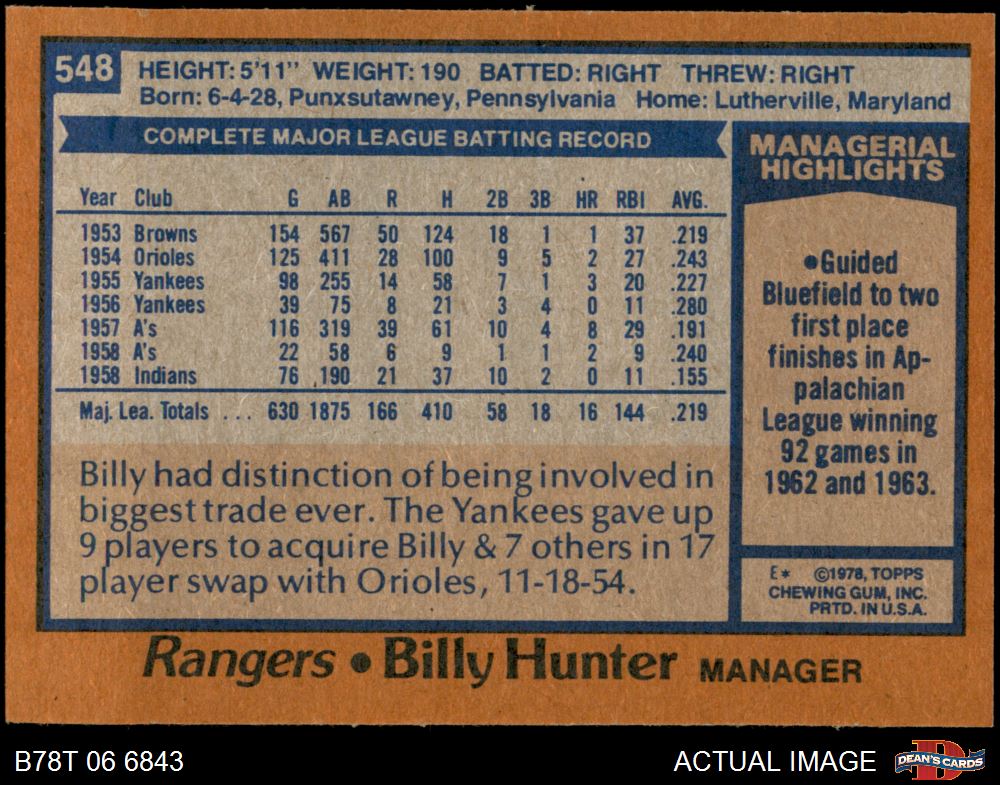 548
HEIGHT: 5'11" WEIGHT: 190 BATTED: RIGHT THREW: RIGHT
Born: 6-4-28, Punxsutawney, Pennsylvania Home: Lutherville, Maryland
COMPLETE MAJOR LEAGUE BATTING RECORD
Year Club G AB R H 2B 3B HR RBI AVG.
1953 Browns 154 567 50 124 18 1 1 37 .219
1954 Orioles 125 411 28 100 9 5 2 27 .243
1955 Yankees 98 255 14 58 7 1 3 20 .227
1956 Yankees 39 75 8 21 3 4 0 11 .280
1957 A's 116 319 39 61 10 4 8 29 .191
1958 A's 22 58 6 9 1 1 2 9 .240
1958 Indians 76 190 21 37 10 2 0 11 .155
Maj. Lea. Totals ... 630 1875 166 410 58 18 16 144 .219
Billy had distinction of being involved in
biggest trade ever. The Yankees gave up
9 players to acquire Billy & 7 others in 17
player swap with Orioles, 11-18-54.
MANAGERIAL
HIGHLIGHTS
•Guided
Bluefield to two
first place
finishes in Ap-
palachian
League winning
92 games in
1962 and 1963.
E* ©1978, TOPPS
CHEWING GUM, INC.
PRTD. IN U.S.A.
Rangers • Billy Hunter MANAGER
B78T 06 6843
ACTUAL IMAGE
D
DEAN'S CARDS